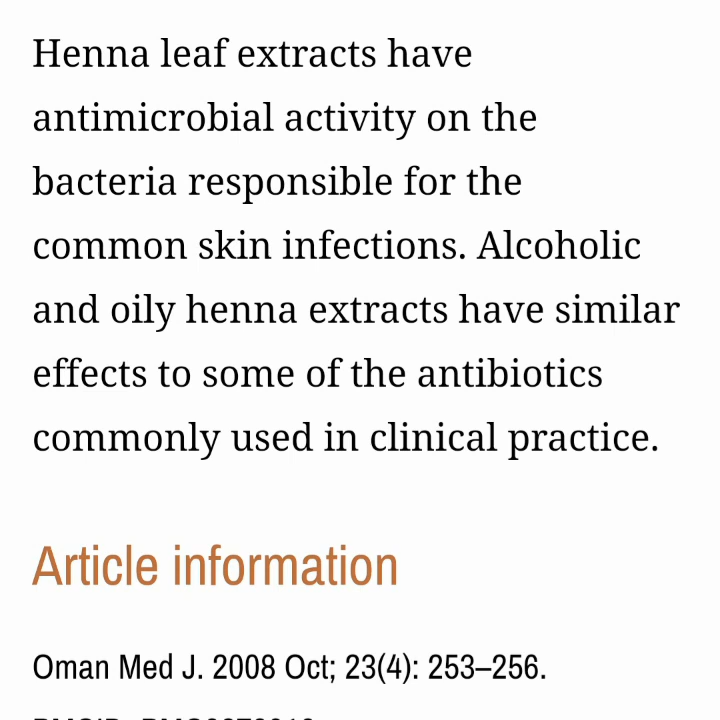 Henna leaf extracts have
antimicrobial activity on the
bacteria responsible for the
common skin infections. Alcoholic
and oily henna extracts have similar
effects to some of the antibiotics
commonly used in clinical practice.
Article information
Oman Med J. 2008 Oct; 23(4): 253–256.